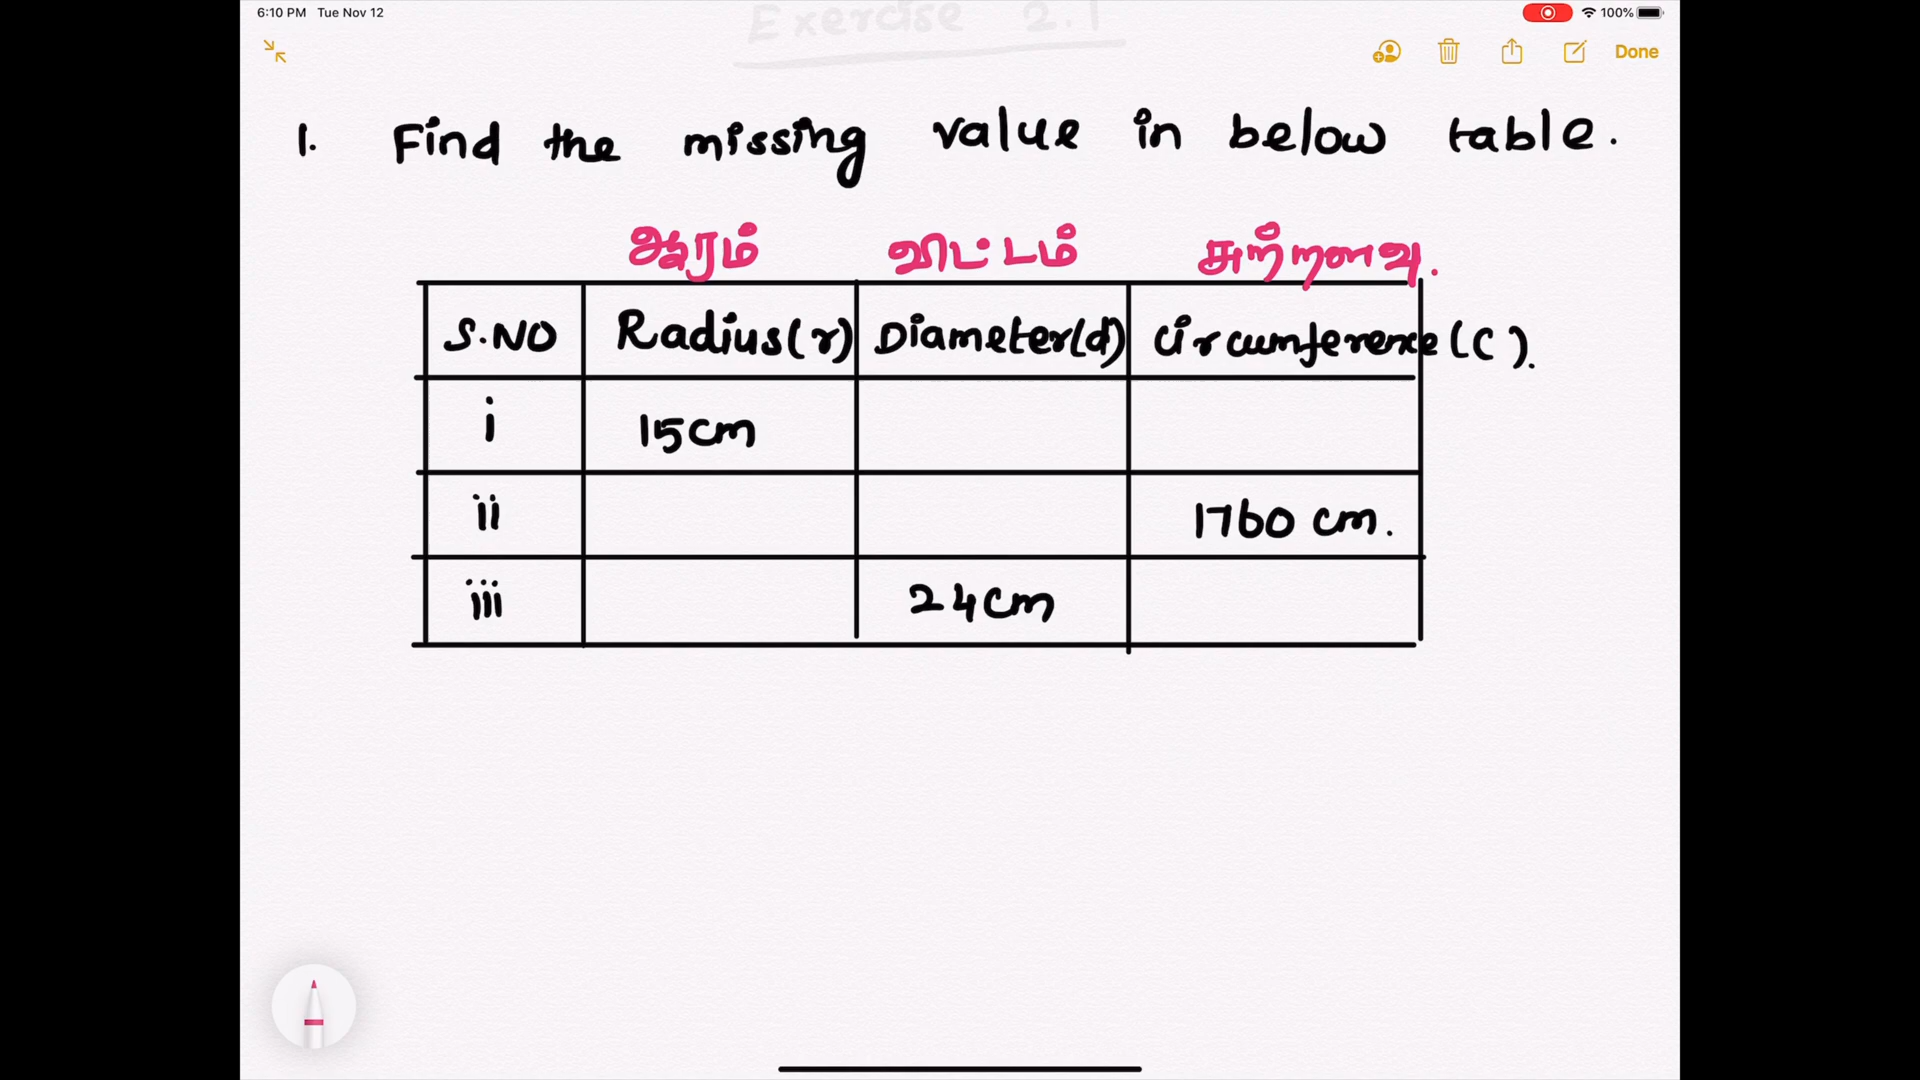 6:10 PM Tue Nov 12 100%
Exercise 2.1
Done
1. Find the missing value in below table.
ஆரம் விட்டம் சுற்றளவு.
S.NO Radius(r) Diameter(d) Circumference(C).
i 15cm
ii 1760 cm.
iii 24cm